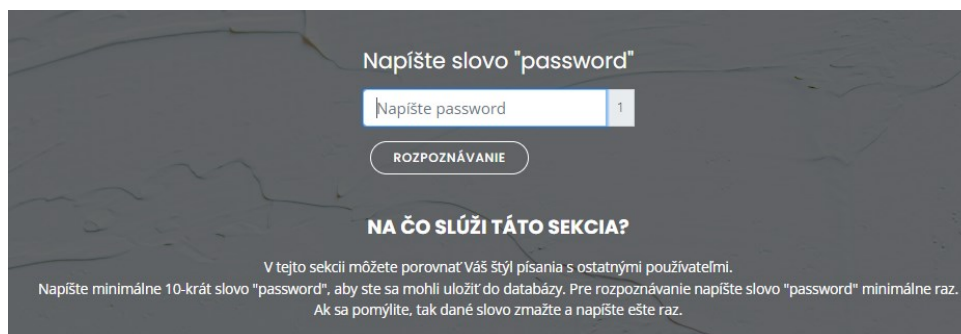 Napíšte slovo "password"
Napíšte password
1
ROZPOZNÁVANIE
NA ČO SLÚŽI TÁTO SEKCIA?
V tejto sekcii môžete porovnať Váš štýl písania s ostatnými používateľmi.
Napíšte minimálne 10-krát slovo "password", aby ste sa mohli uložiť do databázy. Pre rozpoznávanie napíšte slovo "password" minimálne raz.
Ak sa pomýlite, tak dané slovo zmažte a napíšte ešte raz.